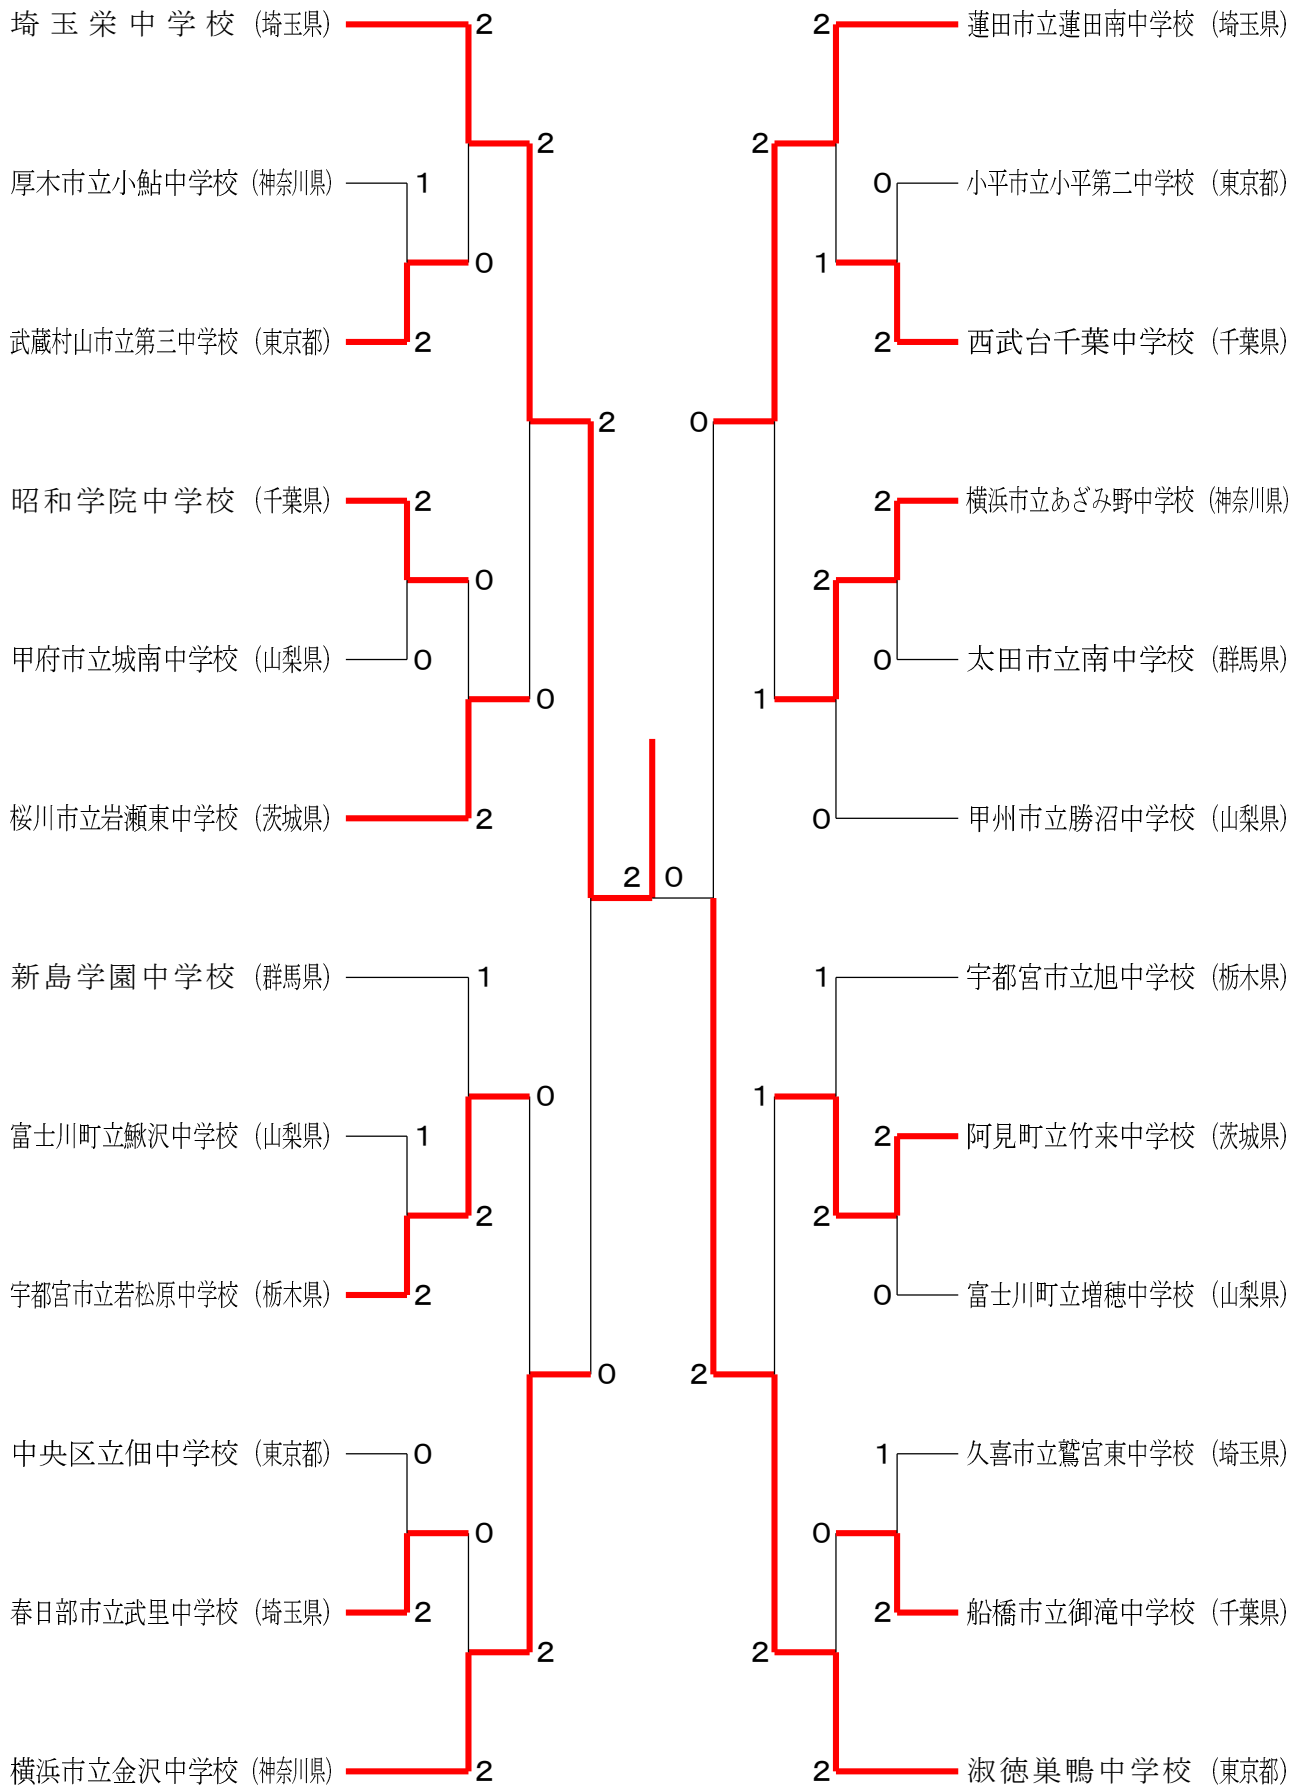 埼玉栄中学校 (埼玉県) 2
2 蓮田市立蓮田南中学校 (埼玉県)
2
2
厚木市立小鮎中学校 (神奈川県) 1
0 小平市立小平第二中学校 (東京都)
0
1
武蔵村山市立第三中学校 (東京都) 2
2 西武台千葉中学校 (千葉県)
2
0
昭和学院中学校 (千葉県) 2
2 横浜市立あざみ野中学校 (神奈川県)
0
2
甲府市立城南中学校 (山梨県) 0
0 太田市立南中学校 (群馬県)
0
1
桜川市立岩瀬東中学校 (茨城県) 2
0 甲州市立勝沼中学校 (山梨県)
2 0
新島学園中学校 (群馬県) 1
1 宇都宮市立旭中学校 (栃木県)
0
1
富士川町立鰍沢中学校 (山梨県) 1
2 阿見町立竹来中学校 (茨城県)
2
2
宇都宮市立若松原中学校 (栃木県) 2
0 富士川町立増穂中学校 (山梨県)
0
2
中央区立佃中学校 (東京都) 0
1 久喜市立鷲宮東中学校 (埼玉県)
0
0
春日部市立武里中学校 (埼玉県) 2
2 船橋市立御滝中学校 (千葉県)
2
2
横浜市立金沢中学校 (神奈川県) 2
2 淑徳巣鴨中学校 (東京都)